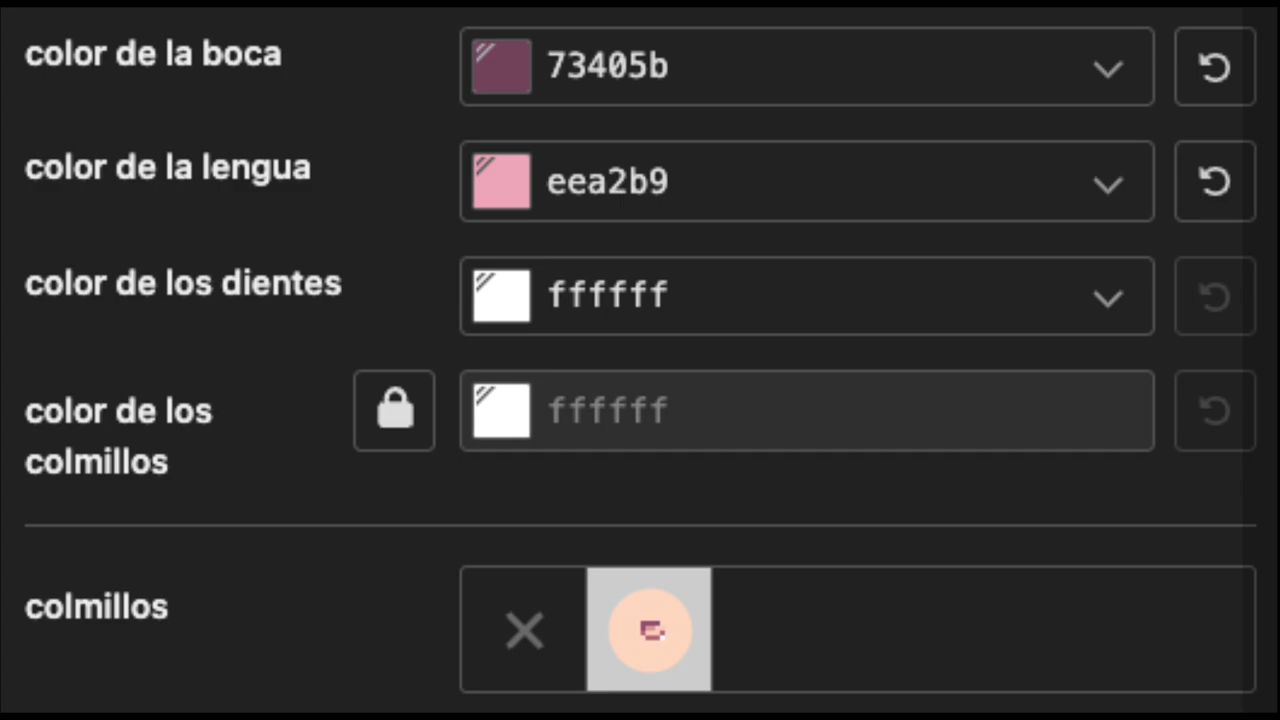 color de la boca
73405b
color de la lengua
eea2b9
color de los dientes
ffffff
color de los
colmillos
ffffff
colmillos